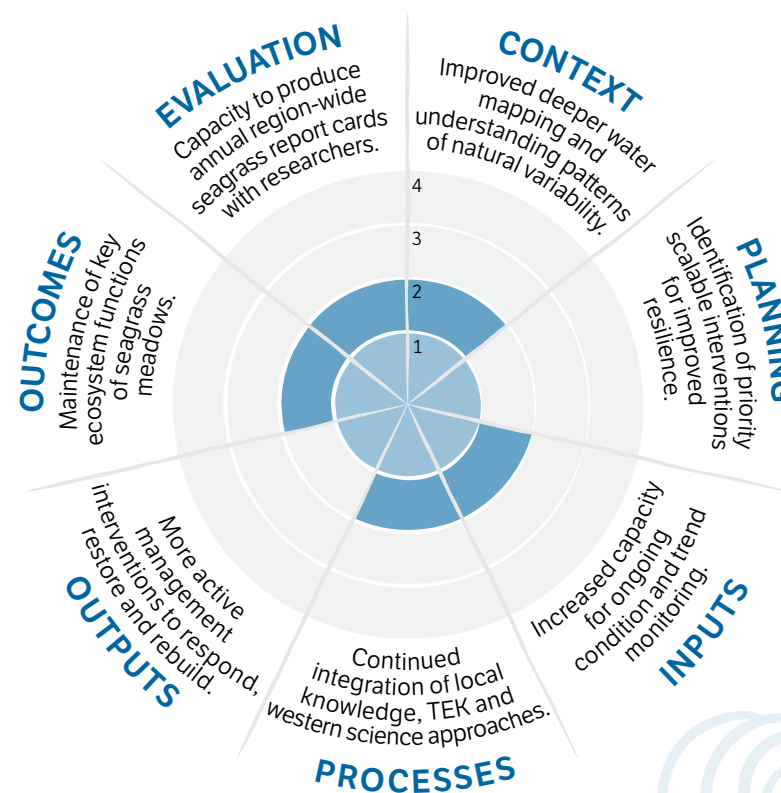 EVALUATION
Capacity to produce
annual region-wide
seagrass report cards
with researchers.
CONTEXT
Improved deeper water
mapping and
understanding patterns
of natural variability.
PLANNING
Identification of priority
scalable interventions
for improved
resilience.
INPUTS
Increased capacity
for ongoing
condition and trend
monitoring.
PROCESSES
Continued
integration of local
knowledge, TEK and
western science approaches.
OUTPUTS
More active
management
interventions to respond,
restore and rebuild.
OUTCOMES
Maintenance of key
ecosystem functions
of seagrass
meadows.
4
3
2
1